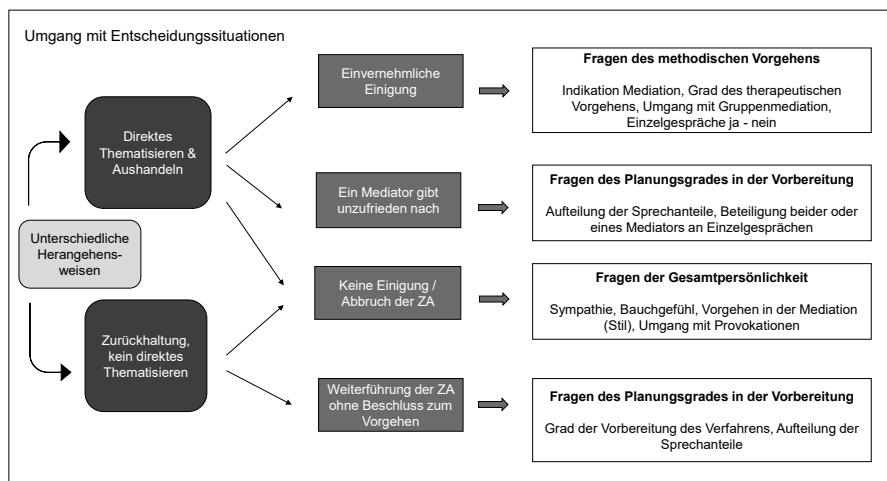 Umgang mit Entscheidungssituationen
Unterschiedliche
Herangehens-
weisen
Direktes
Thematisieren &
Aushandeln
Zurückhaltung,
kein direktes
Thematisieren
Einvernehmliche
Einigung
Fragen des methodischen Vorgehens
Indikation Mediation, Grad des therapeutischen
Vorgehens, Umgang mit Gruppenmediation,
Einzelgespräche ja - nein
Ein Mediator gibt
unzufrieden nach
Fragen des Planungsgrades in der Vorbereitung
Aufteilung der Sprechanteile, Beteiligung beider oder
eines Mediators an Einzelgesprächen
Keine Einigung /
Abbruch der ZA
Fragen der Gesamtpersönlichkeit
Sympathie, Bauchgefühl, Vorgehen in der Mediation
(Stil), Umgang mit Provokationen
Weiterführung der ZA
ohne Beschluss zum
Vorgehen
Fragen des Planungsgrades in der Vorbereitung
Grad der Vorbereitung des Verfahrens, Aufteilung der
Sprechanteile